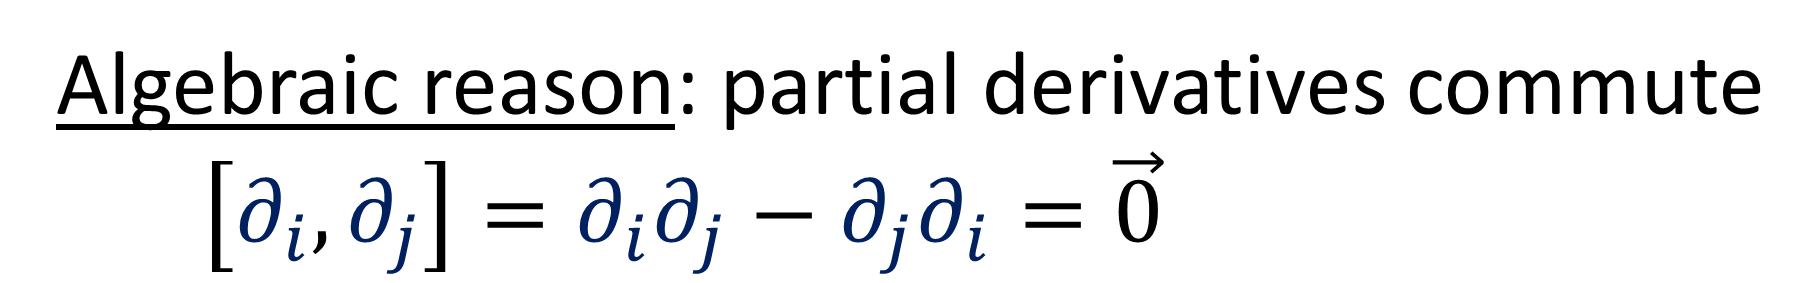 Algebraic reason: partial derivatives commute
[∂ᵢ, ∂ⱼ] = ∂ᵢ∂ⱼ − ∂ⱼ∂ᵢ = 0⃗